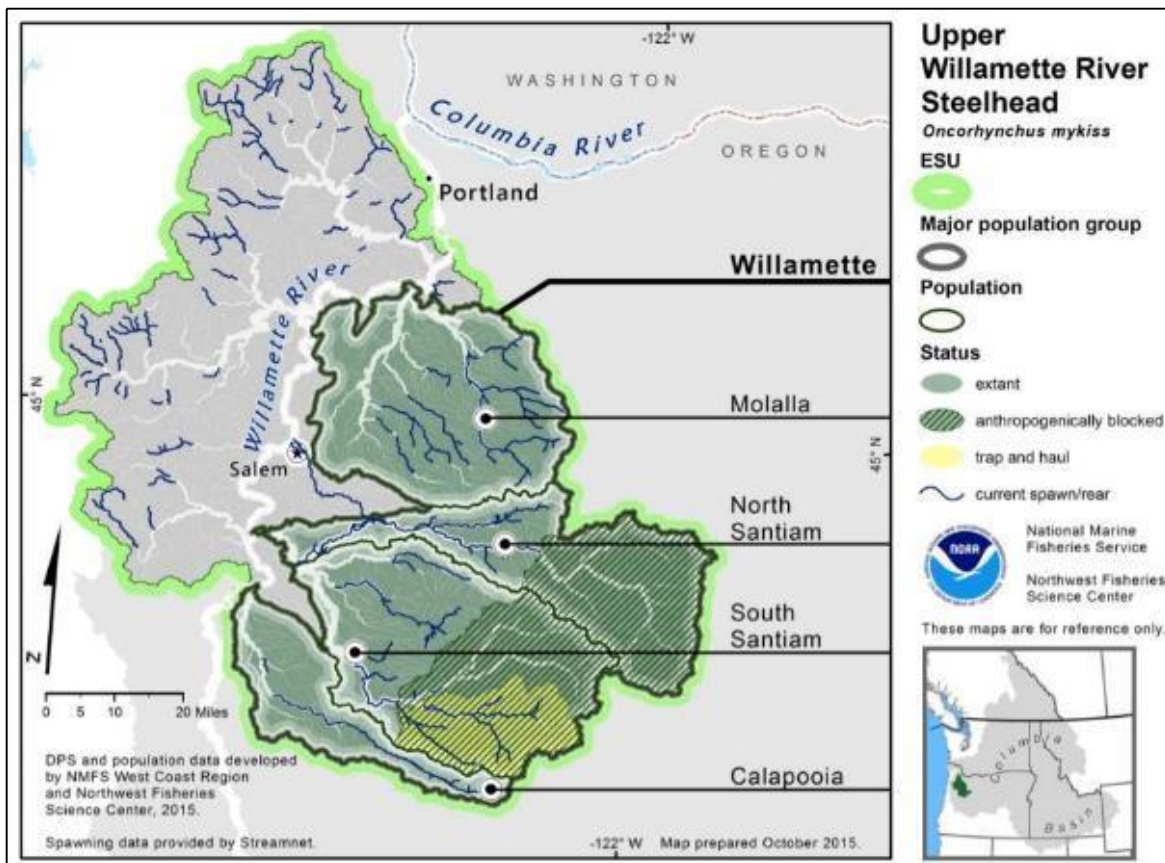 -122° W
WASHINGTON
Columbia River
OREGON
Portland
Willamette
Willamette River
45° N
Molalla
Salem
45° N
North
Santiam
South
Santiam
Z
0 5 10 20 Miles
DPS and population data developed
by NMFS West Coast Region
and Northwest Fisheries
Science Center, 2015.
Calapooia
Spawning data provided by Streamnet.
-122° W
Map prepared October 2015.
Upper
Willamette River
Steelhead
Oncorhynchus mykiss
ESU
Major population group
Population
Status
extant
anthropogenically blocked
trap and haul
current spawn/rear
NOAA
National Marine
Fisheries Service
Northwest Fisheries
Science Center
These maps are for reference only.
Columbia
Basin